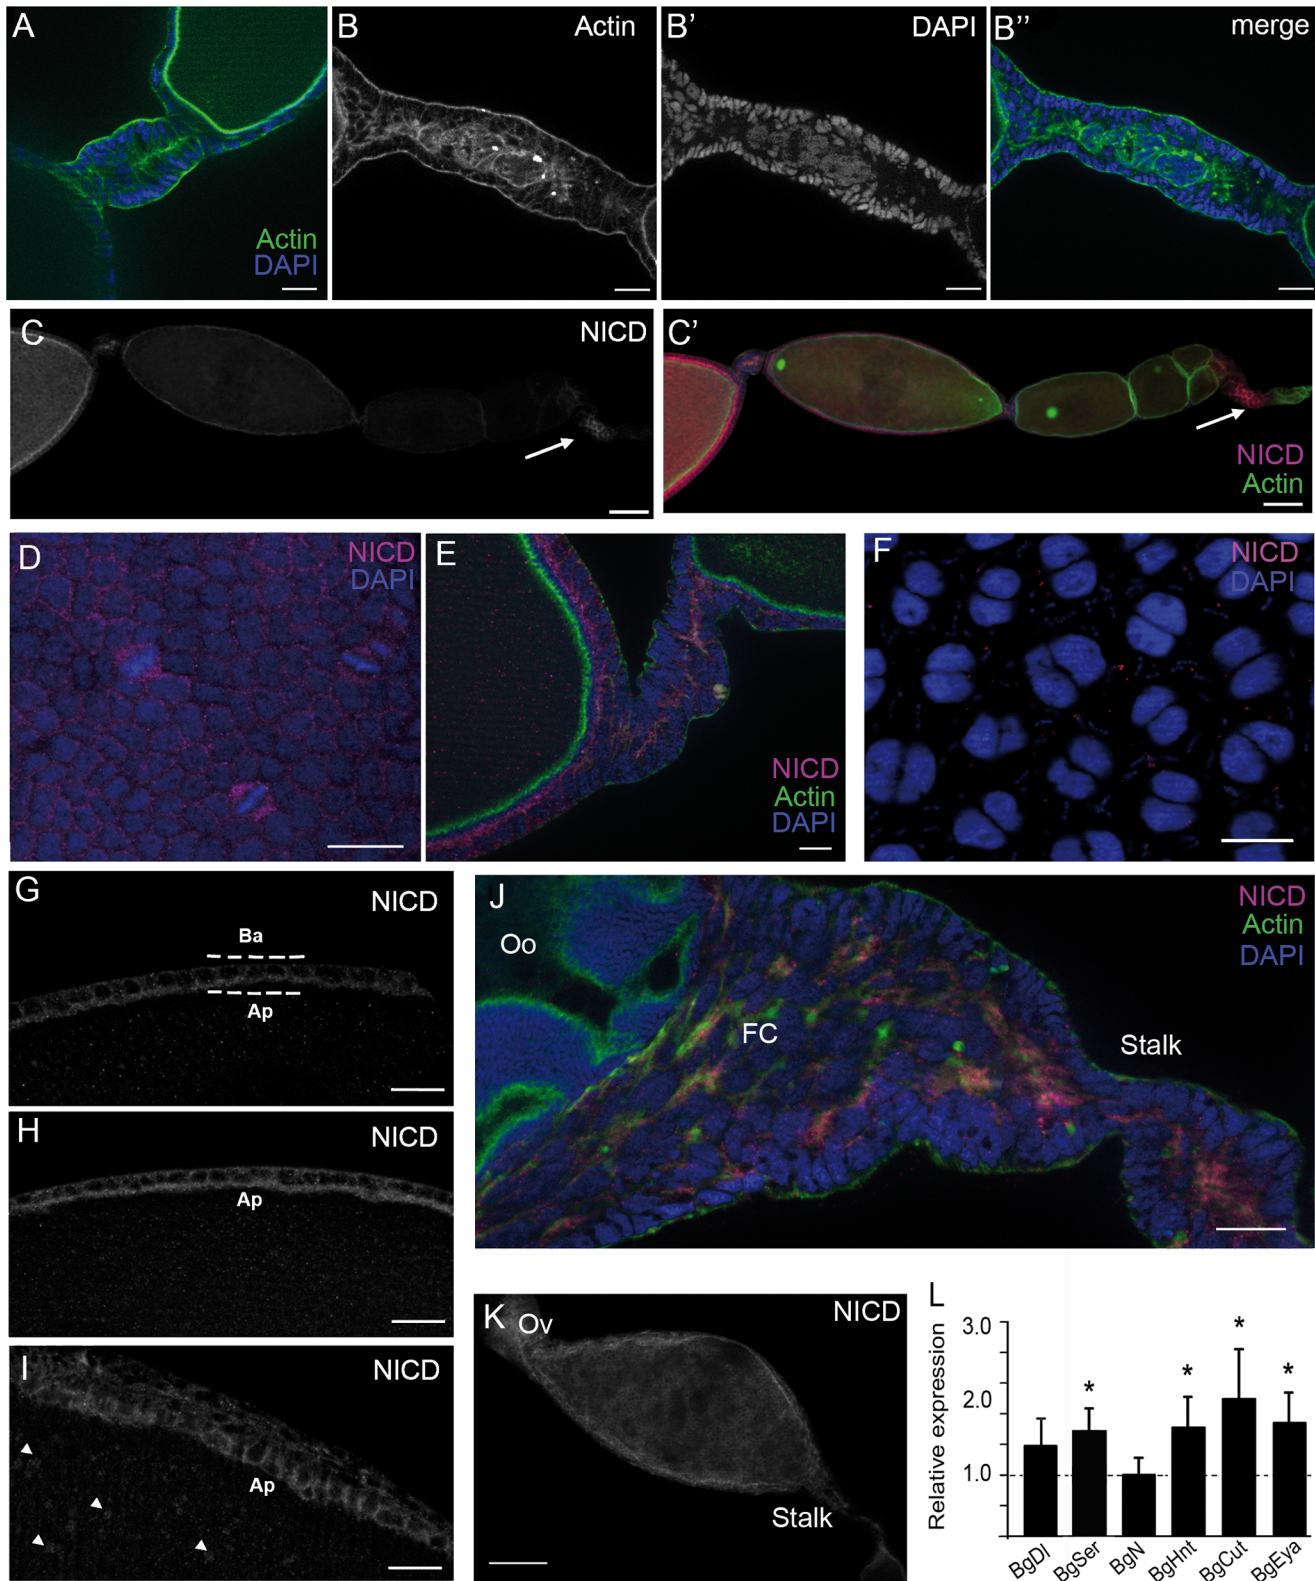 A
Actin
DAPI
B
Actin
B’
DAPI
B’’
merge
C
NICD
C’
NICD
Actin
D
NICD
DAPI
E
NICD
Actin
DAPI
F
NICD
DAPI
G
NICD
Ba
Ap
H
NICD
Ap
I
NICD
Ap
J
NICD
Actin
DAPI
Oo
FC
Stalk
K
NICD
Ov
Stalk
L
Relative expression
3.0
2.0
1.0
*
*
*
*
BgDl
BgSer
BgN
BgHnt
BgCut
BgEya